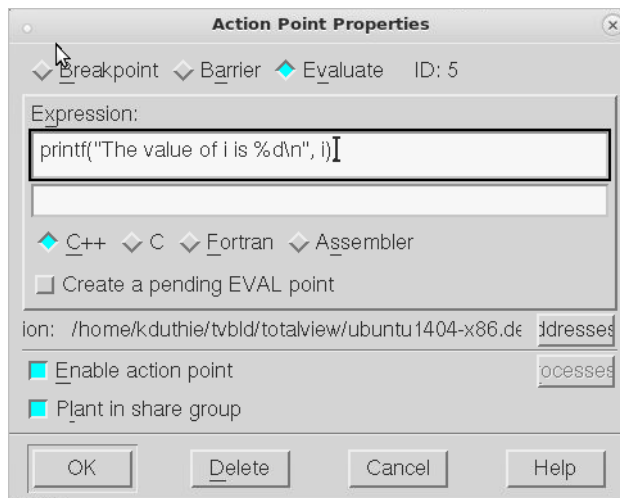 Action Point Properties
Breakpoint Barrier Evaluate ID: 5
Expression:
printf("The value of i is %d\n", i)
C++ C Fortran Assembler
Create a pending EVAL point
ion: /home/kduthie/tvbld/totalview/ubuntu1404-x86.de ddresses
Enable action point ocesses
Plant in share group
OK Delete Cancel Help